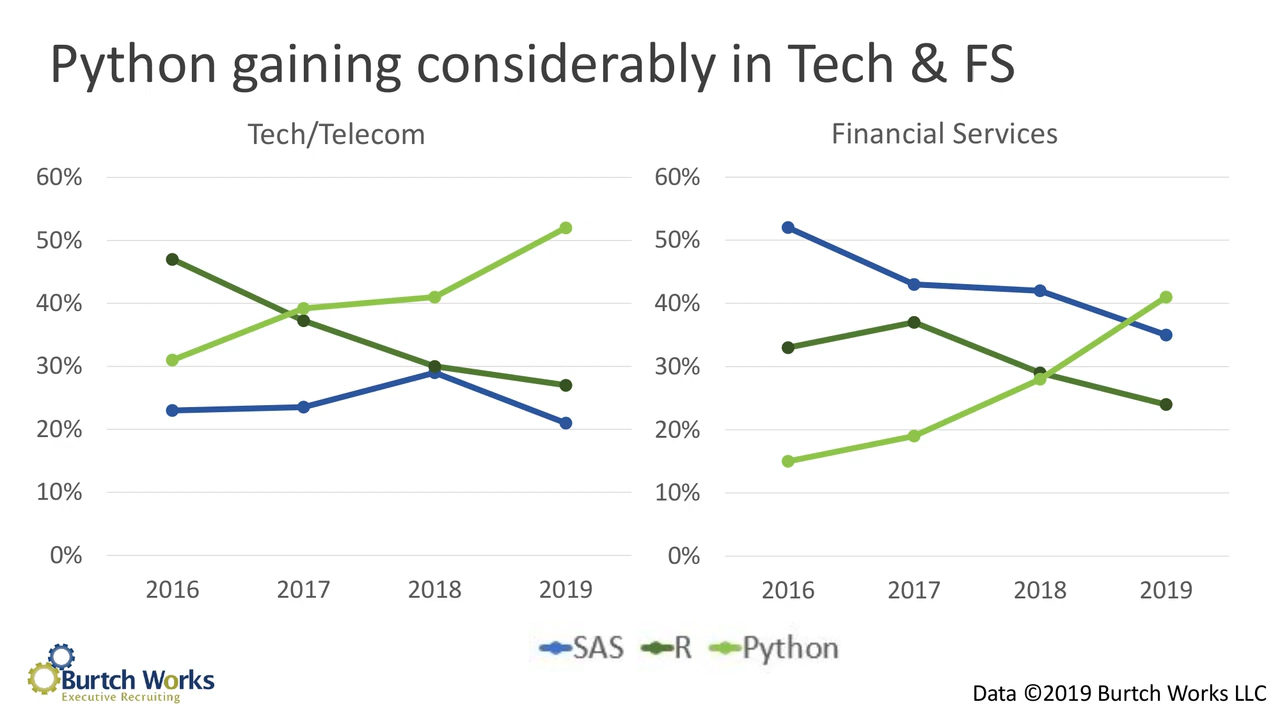 Python gaining considerably in Tech & FS
Tech/Telecom
60%
50%
40%
30%
20%
10%
0%
2016 2017 2018 2019
Financial Services
60%
50%
40%
30%
20%
10%
0%
2016 2017 2018 2019
SAS R Python
Burtch Works
Executive Recruiting
Data ©2019 Burtch Works LLC